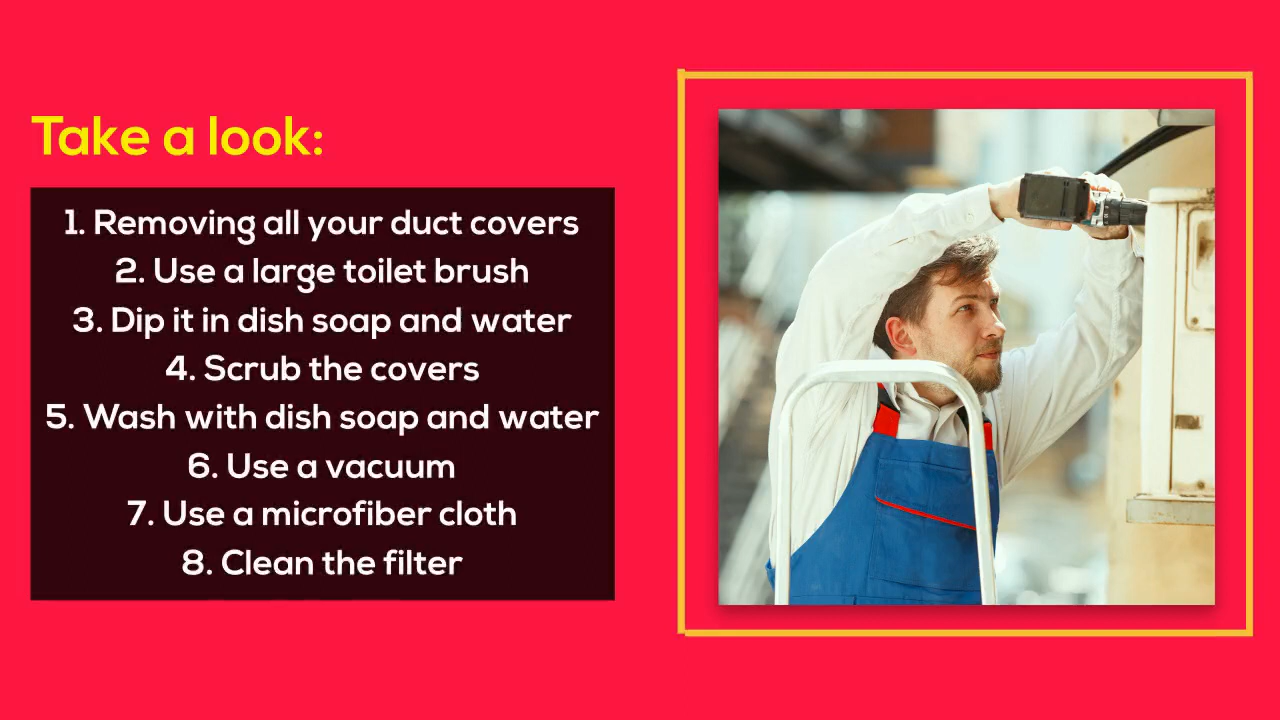 Take a look:
1. Removing all your duct covers
2. Use a large toilet brush
3. Dip it in dish soap and water
4. Scrub the covers
5. Wash with dish soap and water
6. Use a vacuum
7. Use a microfiber cloth
8. Clean the filter